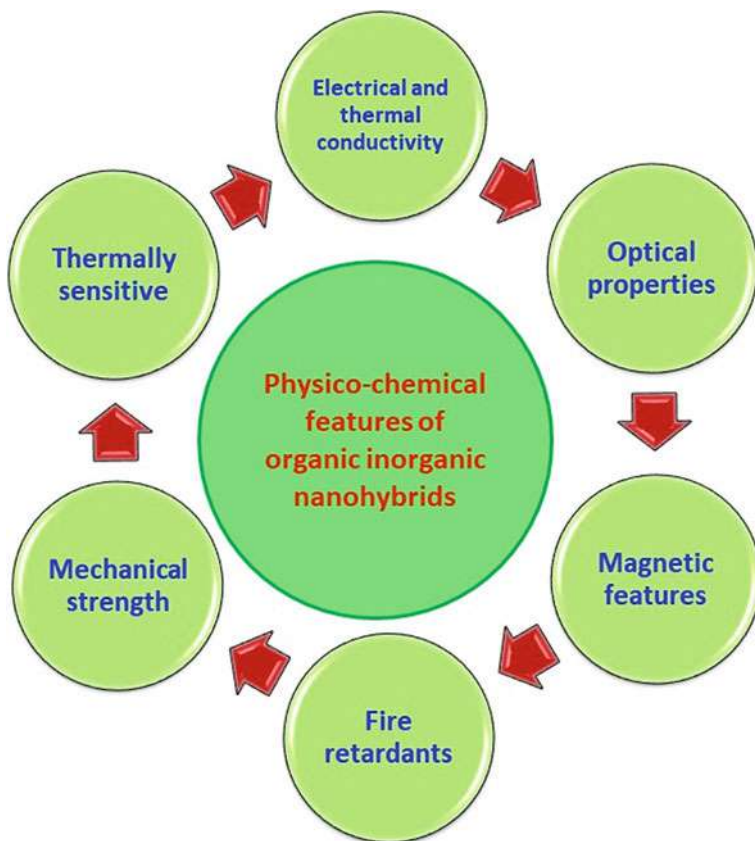 Electrical and
thermal
conductivity
Optical
properties
Magnetic
features
Fire
retardants
Mechanical
strength
Thermally
sensitive
Physico-chemical
features of
organic inorganic
nanohybrids